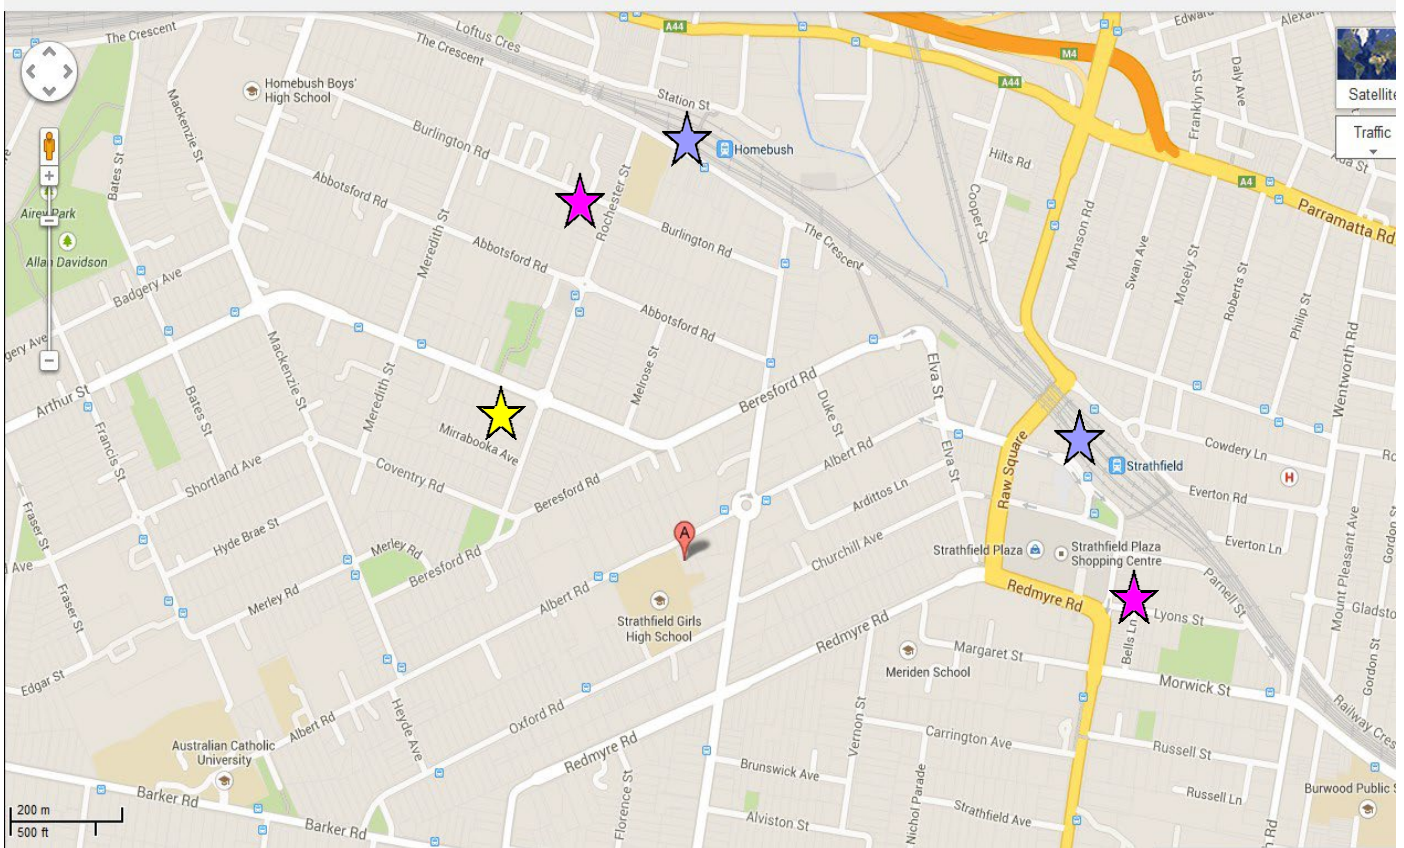 The Crescent
Loftus Cres
A44
Edward
The Crescent
M4
Homebush Boys'
High School
A44
Franklyn St
Daly Ave
Satellite
Mackenzie St
Station St
Traffic
Burlington Rd
Homebush
Hilts Rd
Bates St
Abbotsford Rd
Rochester St
Cooper St
A4
Parramatta Rd
Airey Park
Allan Davidson
Meredith St
Abbotsford Rd
Burlington Rd
The Crescent
Manson Rd
Swan Ave
Mosely St
Roberts St
Philip St
Badgery Ave
gery Ave
Abbotsford Rd
Wentworth Rd
Mackenzie St
Melrose St
Elva St
Arthur St
Bates St
Meredith St
Beresford Rd
Duke St
Francis St
Mirrabooka Ave
Albert Rd
Elva St
Raw Square
Cowdery Ln
Ro
Shortland Ave
Coventry Rd
Strathfield
H
Beresford Rd
Ardittos Ln
Everton Rd
Fraser St
Hyde Brae St
A
Mount Pleasant Ave
Gordon St
Merley Rd
Churchill Ave
Strathfield Plaza
Strathfield Plaza
Shopping Centre
Everton Ln
Ave
Beresford Rd
Parnell St
Fraser St
Merley Rd
Albert Rd
Redmyre Rd
Gladsto
Strathfield Girls
High School
Redmyre Rd
Lyons St
Bells Ln
Margaret St
Gordon St
Edgar St
Meriden School
Morwick St
Heyde Ave
Oxford Rd
Vernon St
Railway Cres
Albert Rd
Australian Catholic
University
Redmyre Rd
Carrington Ave
Russell St
Brunswick Ave
Barker Rd
Florence St
Nichol Parade
Russell Ln
Burwood Public S
200 m
500 ft
Barker Rd
Alviston St
Strathfield Ave
n Rd